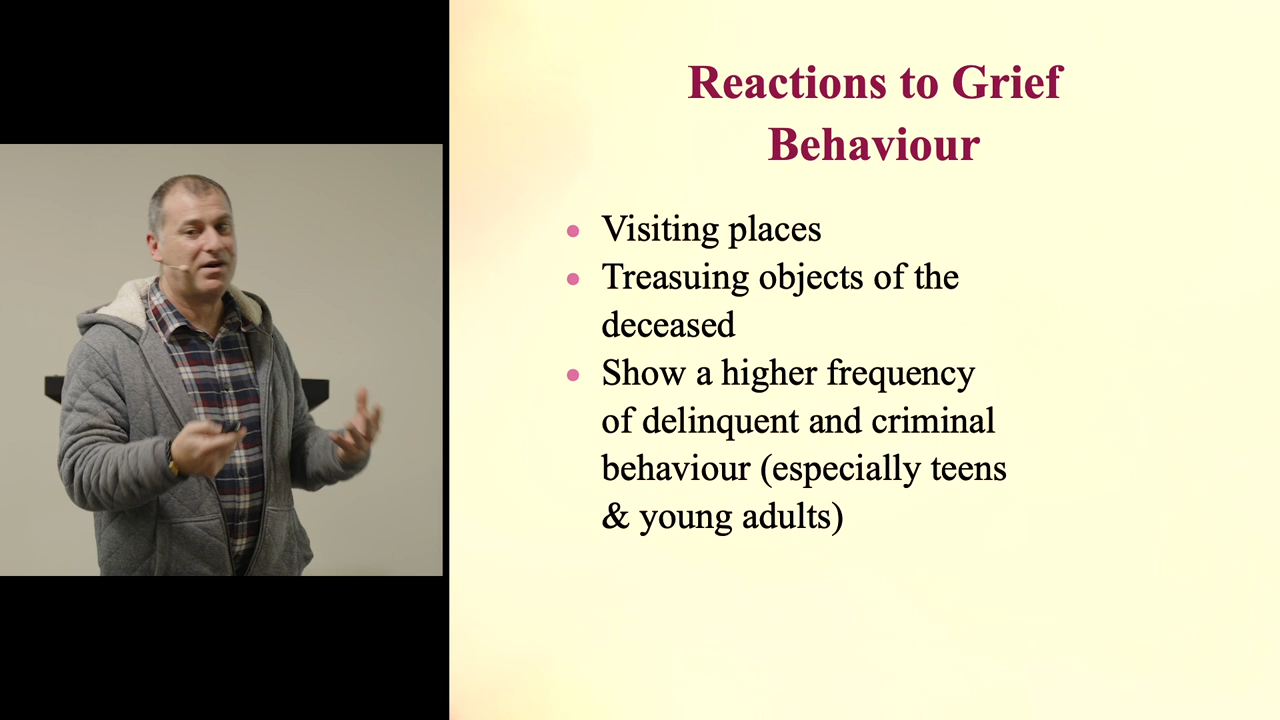 Reactions to Grief
Behaviour
• Visiting places
• Treasuing objects of the
deceased
• Show a higher frequency
of delinquent and criminal
behaviour (especially teens
& young adults)